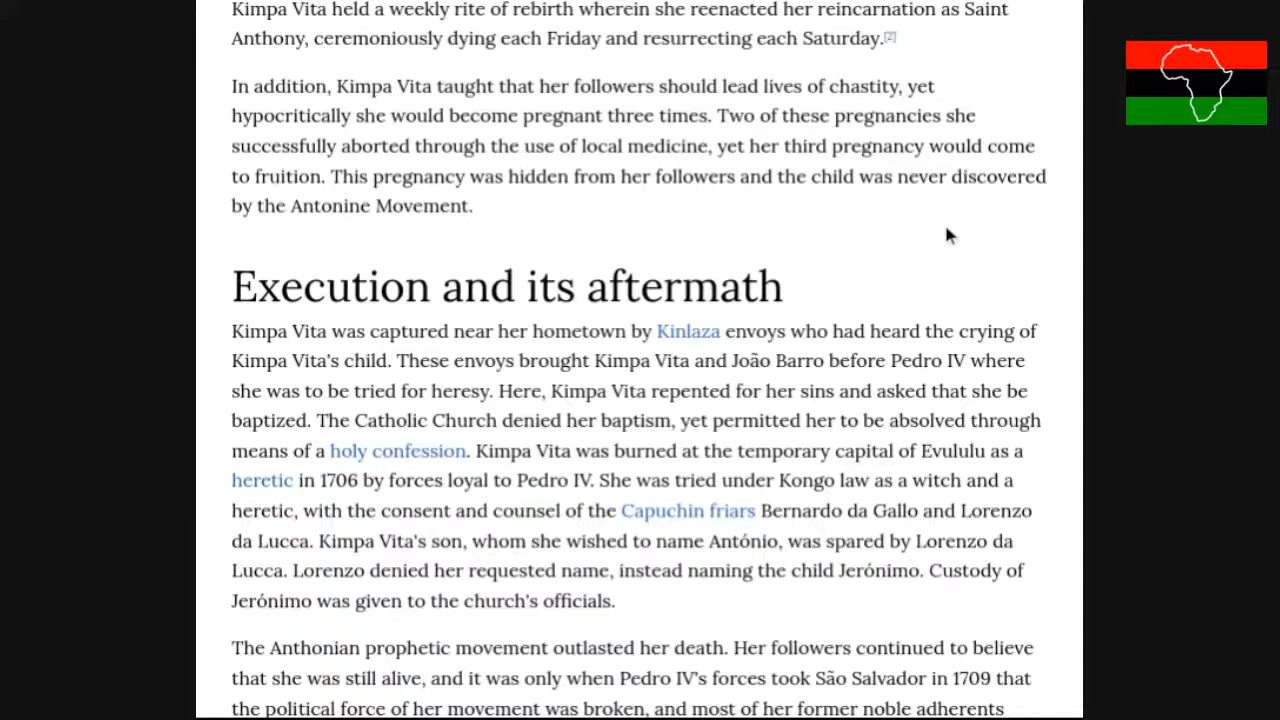 Kimpa Vita held a weekly rite of rebirth wherein she reenacted her reincarnation as Saint
Anthony, ceremoniously dying each Friday and resurrecting each Saturday.[2]
In addition, Kimpa Vita taught that her followers should lead lives of chastity, yet
hypocritically she would become pregnant three times. Two of these pregnancies she
successfully aborted through the use of local medicine, yet her third pregnancy would come
to fruition. This pregnancy was hidden from her followers and the child was never discovered
by the Antonine Movement.
Execution and its aftermath
Kimpa Vita was captured near her hometown by Kinlaza envoys who had heard the crying of
Kimpa Vita's child. These envoys brought Kimpa Vita and João Barro before Pedro IV where
she was to be tried for heresy. Here, Kimpa Vita repented for her sins and asked that she be
baptized. The Catholic Church denied her baptism, yet permitted her to be absolved through
means of a holy confession. Kimpa Vita was burned at the temporary capital of Evululu as a
heretic in 1706 by forces loyal to Pedro IV. She was tried under Kongo law as a witch and a
heretic, with the consent and counsel of the Capuchin friars Bernardo da Gallo and Lorenzo
da Lucca. Kimpa Vita's son, whom she wished to name António, was spared by Lorenzo da
Lucca. Lorenzo denied her requested name, instead naming the child Jerónimo. Custody of
Jerónimo was given to the church's officials.
The Anthonian prophetic movement outlasted her death. Her followers continued to believe
that she was still alive, and it was only when Pedro IV's forces took São Salvador in 1709 that
the political force of her movement was broken, and most of her former noble adherents